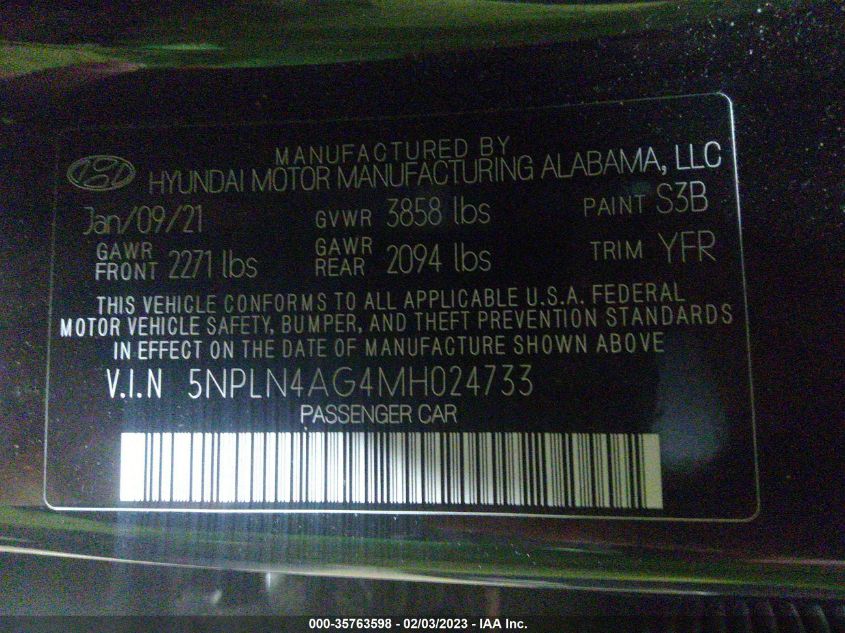 MANUFACTURED BY
HYUNDAI MOTOR MANUFACTURING ALABAMA, LLC
Jan/09/21 GVWR 3858 lbs PAINT S3B
GAWR FRONT 2271 lbs GAWR REAR 2094 lbs TRIM YFR
THIS VEHICLE CONFORMS TO ALL APPLICABLE U.S.A. FEDERAL
MOTOR VEHICLE SAFETY, BUMPER, AND THEFT PREVENTION STANDARDS
IN EFFECT ON THE DATE OF MANUFACTURE SHOWN ABOVE
V.I.N 5NPLN4AG4MH024733
PASSENGER CAR
000-35763598 - 02/03/2023 - IAA Inc.